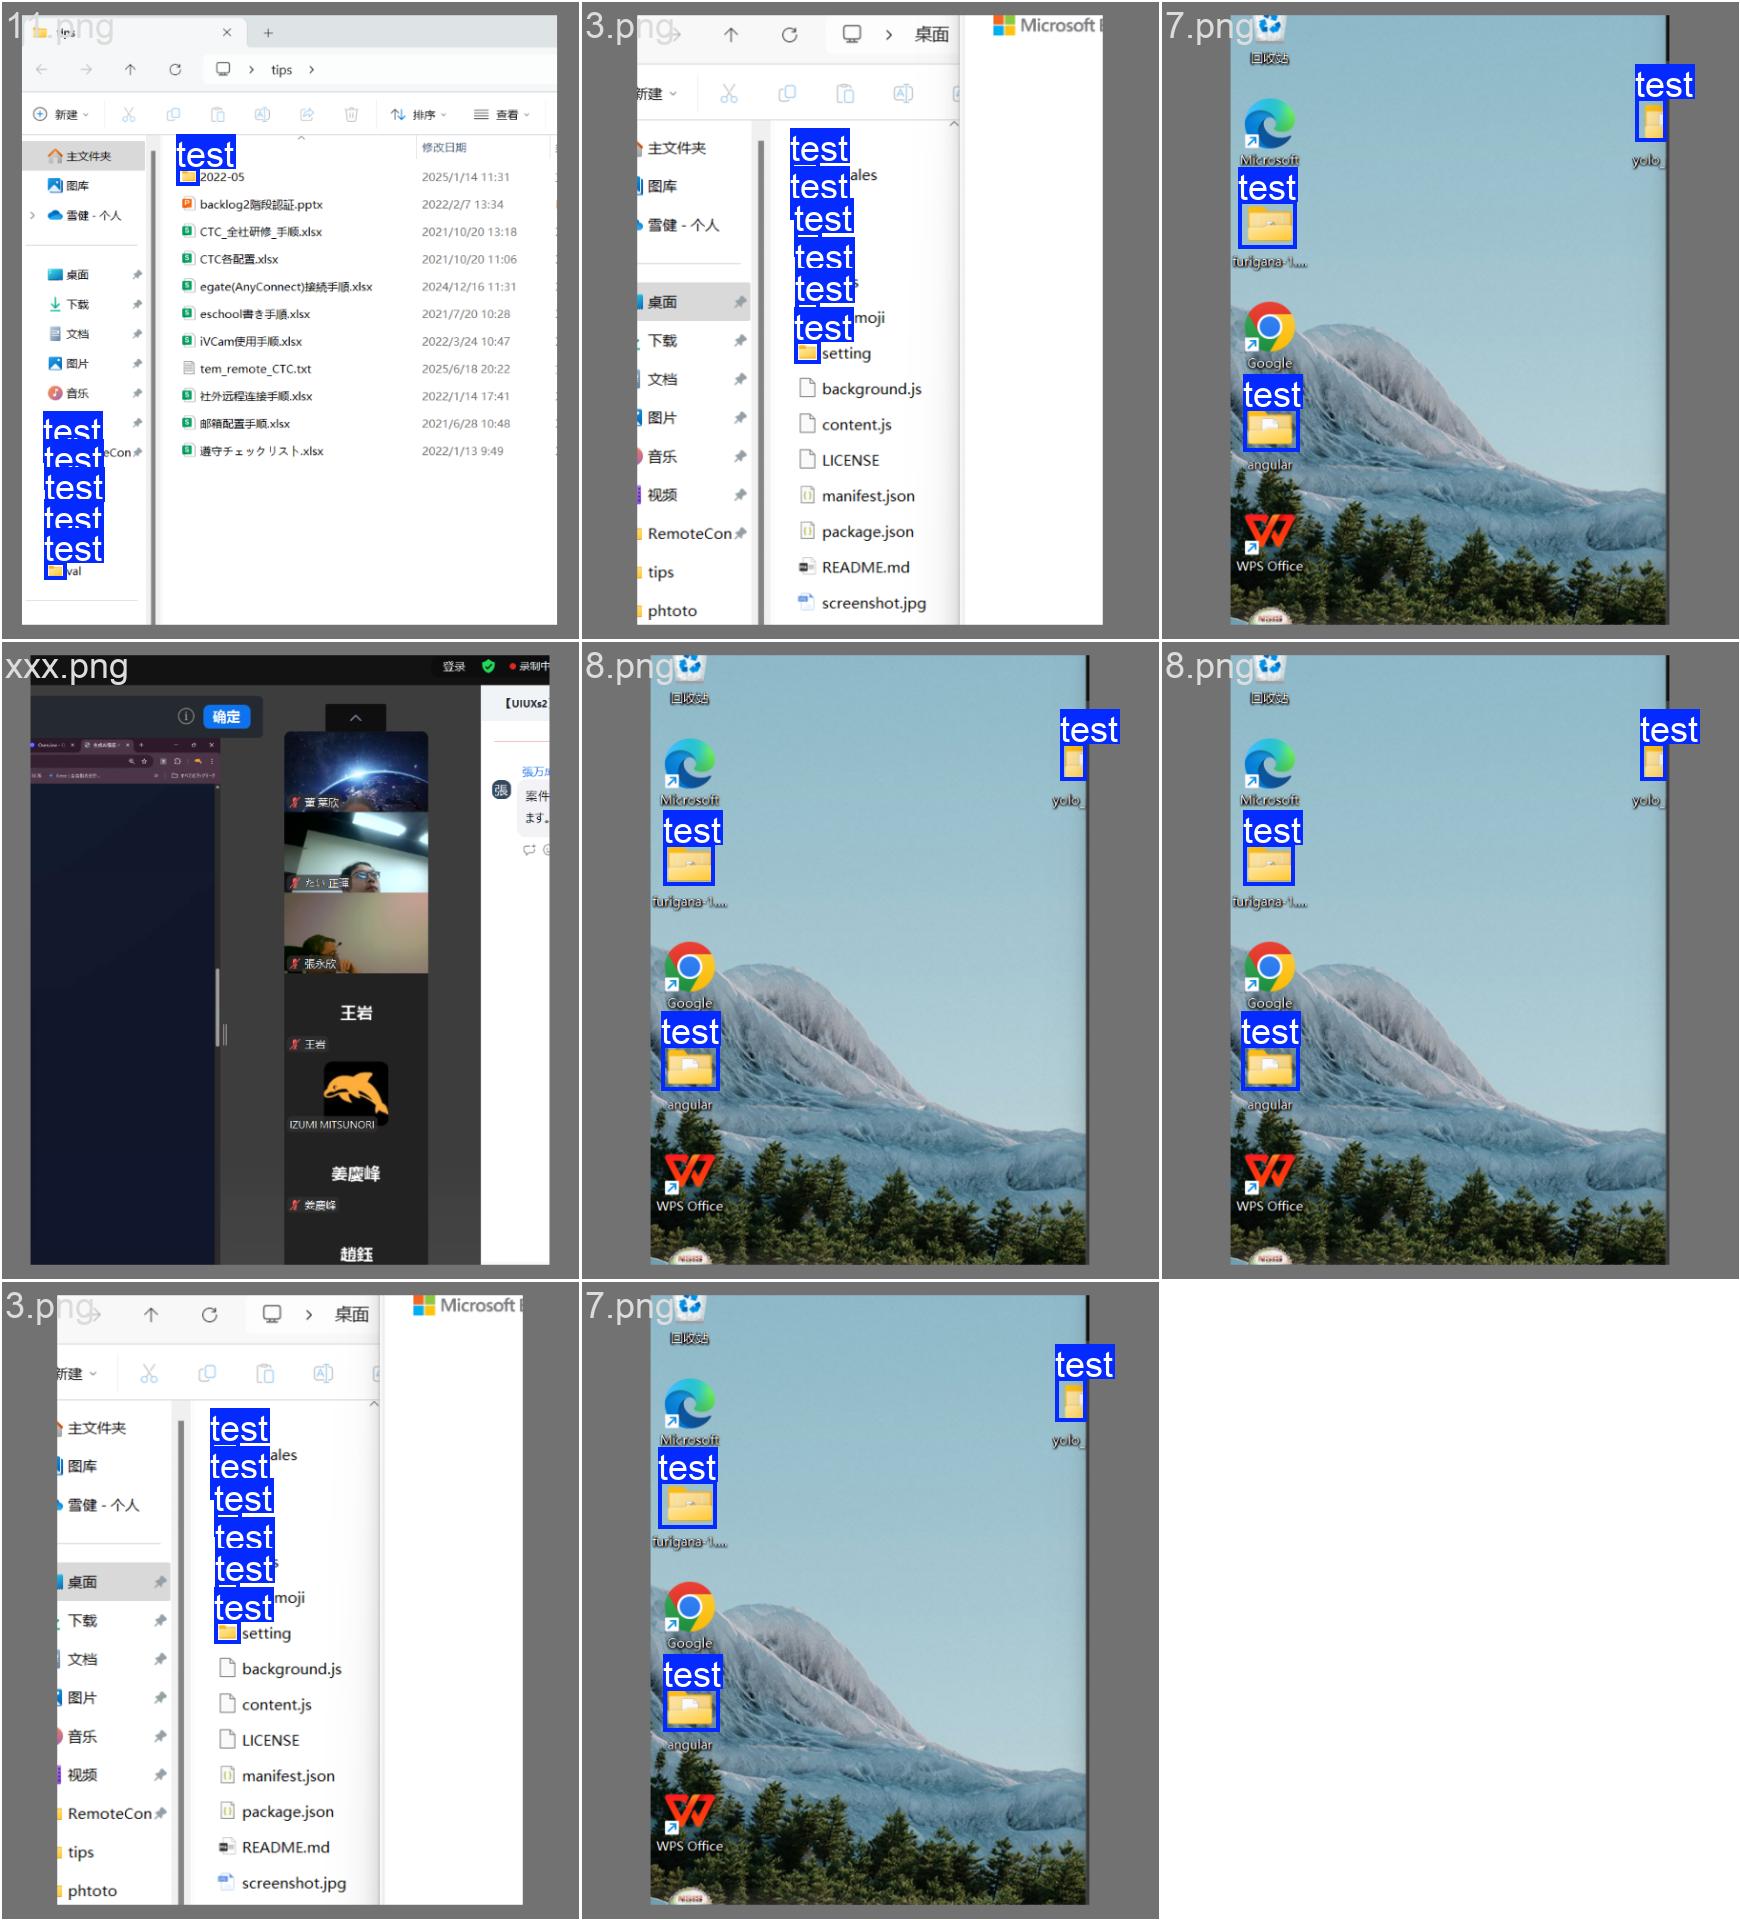 11.png
tips
tips
新建
排序
查看
主文件夹
图库
雪健 - 个人
桌面
下载
文档
图片
音乐
test
test
eCon
test
test
test
val
修改日期
test
2022-05 2025/1/14 11:31
backlog2階段認証.pptx 2022/2/7 13:34
CTC_全社研修_手順.xlsx 2021/10/20 13:18
CTC各配置.xlsx 2021/10/20 11:06
egate(AnyConnect)接続手順.xlsx 2024/12/16 11:31
eschool書き手順.xlsx 2021/7/20 10:28
iVCam使用手順.xlsx 2022/3/24 10:47
tem_remote_CTC.txt 2025/6/18 20:22
社外远程连接手顺.xlsx 2022/1/14 17:41
邮箱配置手顺.xlsx 2021/6/28 10:48
遵守チェックリスト.xlsx 2022/1/13 9:49
3.png
桌面
Microsoft
新建
主文件夹
图库
雪健 - 个人
桌面
下载
文档
图片
音乐
视频
RemoteCon
tips
phtoto
test
ales
test
test
test
test
s
test
moji
setting
background.js
content.js
LICENSE
manifest.json
package.json
README.md
screenshot.jpg
7.png
回收站
test
yolo_
Microsoft
test
furigana-1....
Google
test
angular
WPS Office
xxx.png
登录
录制中
确定
【UIUXs2
張万
張
案件
ます。
董 葉欣
たい 正暉
張永欣
王岩
王岩
IZUMI MITSUNORI
姜慶峰
姜慶峰
趙鈺
8.png
回收站
test
yolo_
Microsoft
test
furigana-1....
Google
test
angular
WPS Office
8.png
回收站
test
yolo_
Microsoft
test
furigana-1....
Google
test
angular
WPS Office
3.png
桌面
Microsoft
新建
主文件夹
图库
雪健 - 个人
桌面
下载
文档
图片
音乐
视频
RemoteCon
tips
phtoto
test
ales
test
test
test
test
s
test
moji
setting
background.js
content.js
LICENSE
manifest.json
package.json
README.md
screenshot.jpg
7.png
回收站
test
yolo_
Microsoft
test
furigana-1....
Google
test
angular
WPS Office